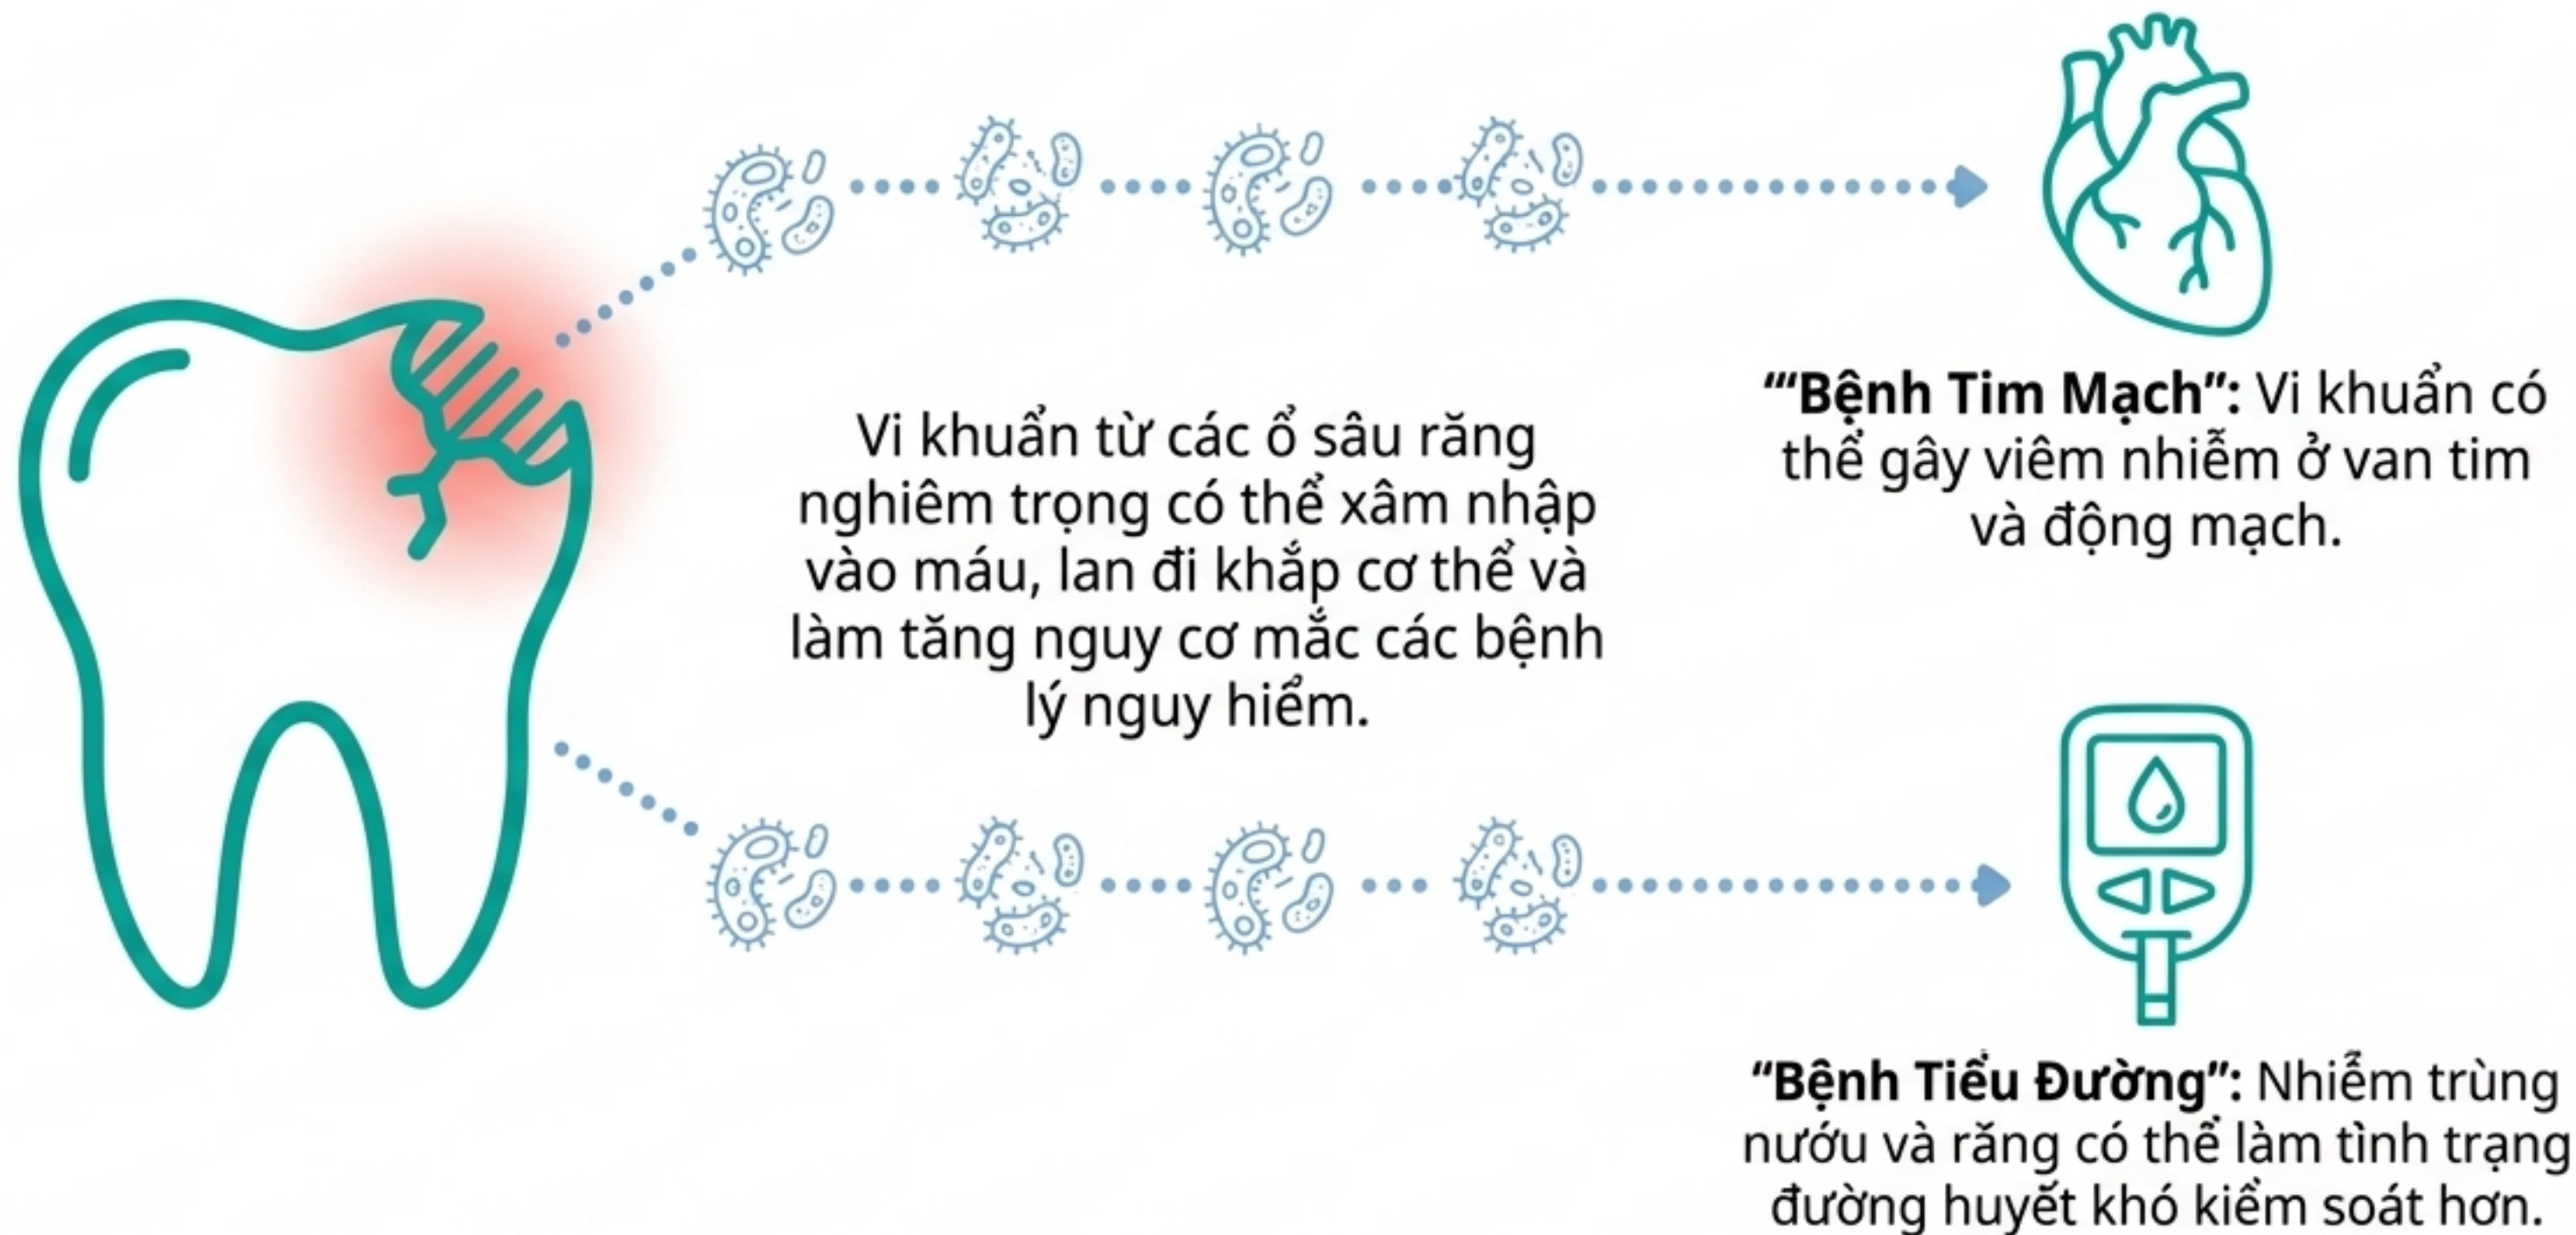 Vi khuẩn từ các ổ sâu răng
nghiêm trọng có thể xâm nhập
vào máu, lan đi khắp cơ thể và
làm tăng nguy cơ mắc các bệnh
lý nguy hiểm.
“‘Bệnh Tim Mạch”: Vi khuẩn có
thể gây viêm nhiễm ở van tim
và động mạch.
“Bệnh Tiểu Đường”: Nhiễm trùng
nướu và răng có thể làm tình trạng
đường huyết khó kiểm soát hơn.